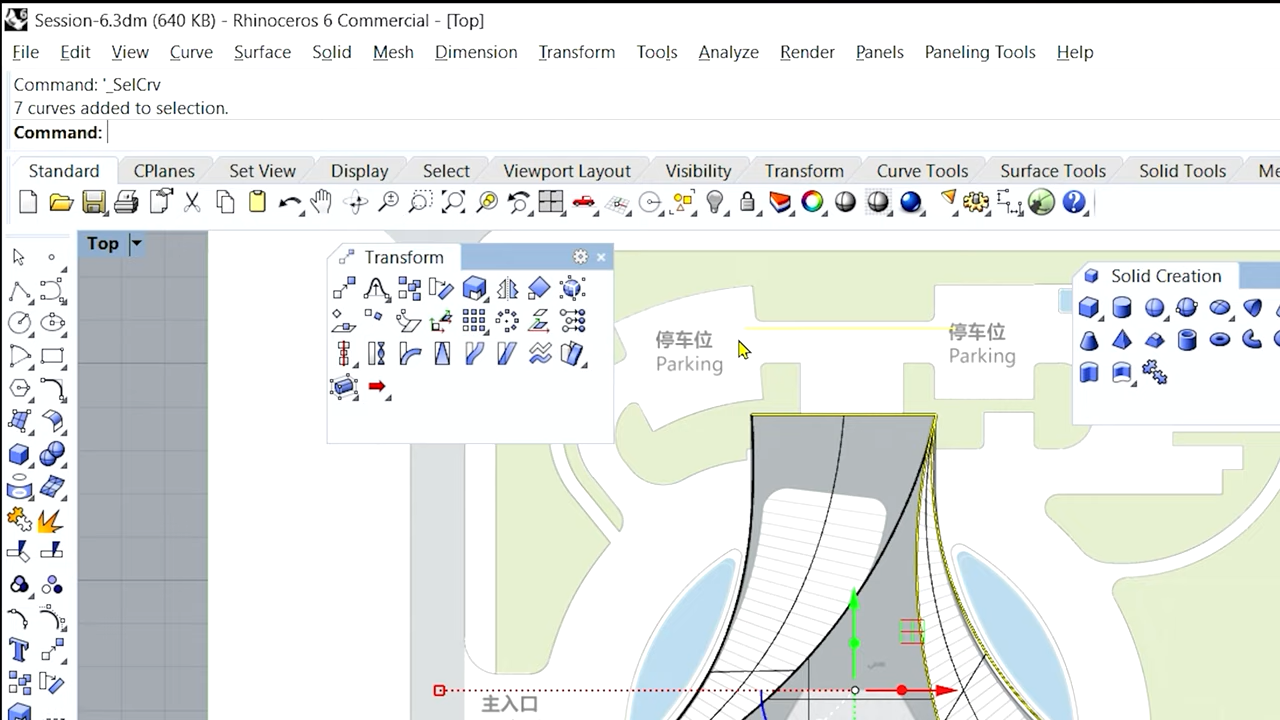 Session-6.3dm (640 KB) - Rhinoceros 6 Commercial - [Top]
File Edit View Curve Surface Solid Mesh Dimension Transform Tools Analyze Render Panels Paneling Tools Help
Command: '_SelCrv
7 curves added to selection.
Command:
Standard CPlanes Set View Display Select Viewport Layout Visibility Transform Curve Tools Surface Tools Solid Tools Me
Top
Transform
Solid Creation
停车位
Parking
停车位
Parking
主入口